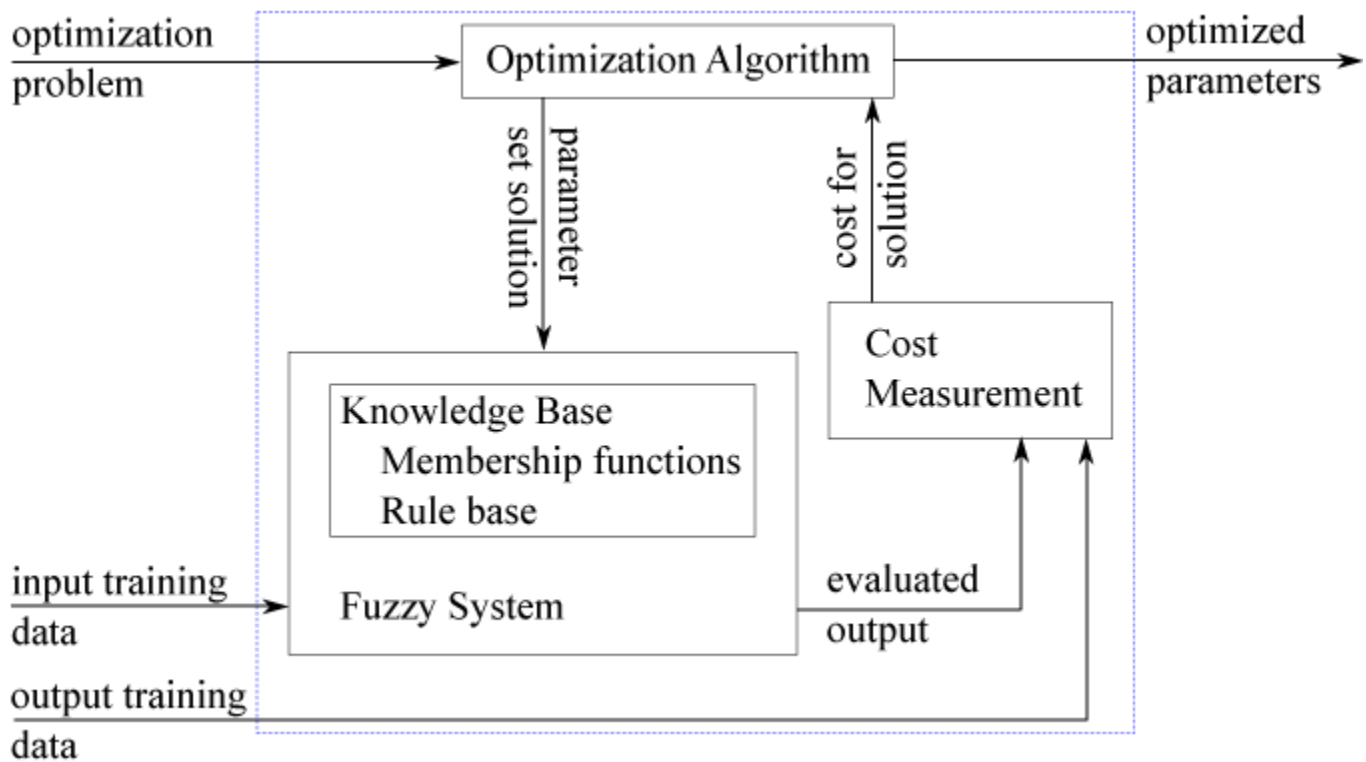 optimization
problem
Optimization Algorithm
optimized
parameters
parameter
set solution
cost for
solution
Cost
Measurement
Knowledge Base
Membership functions
Rule base
input training
data
Fuzzy System
evaluated
output
output training
data